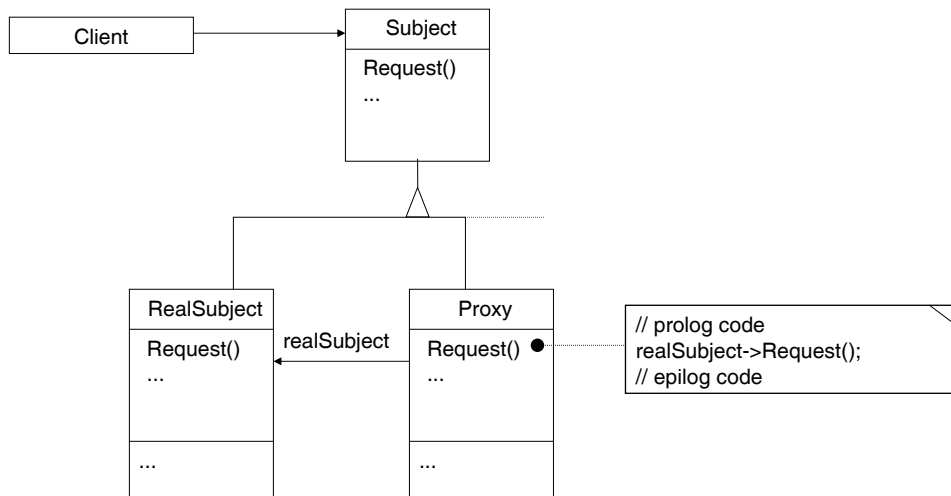 Client
Subject
Request()
...
RealSubject
Request()
...
...
realSubject
Proxy
Request()
...
...
// prolog code
realSubject->Request();
// epilog code